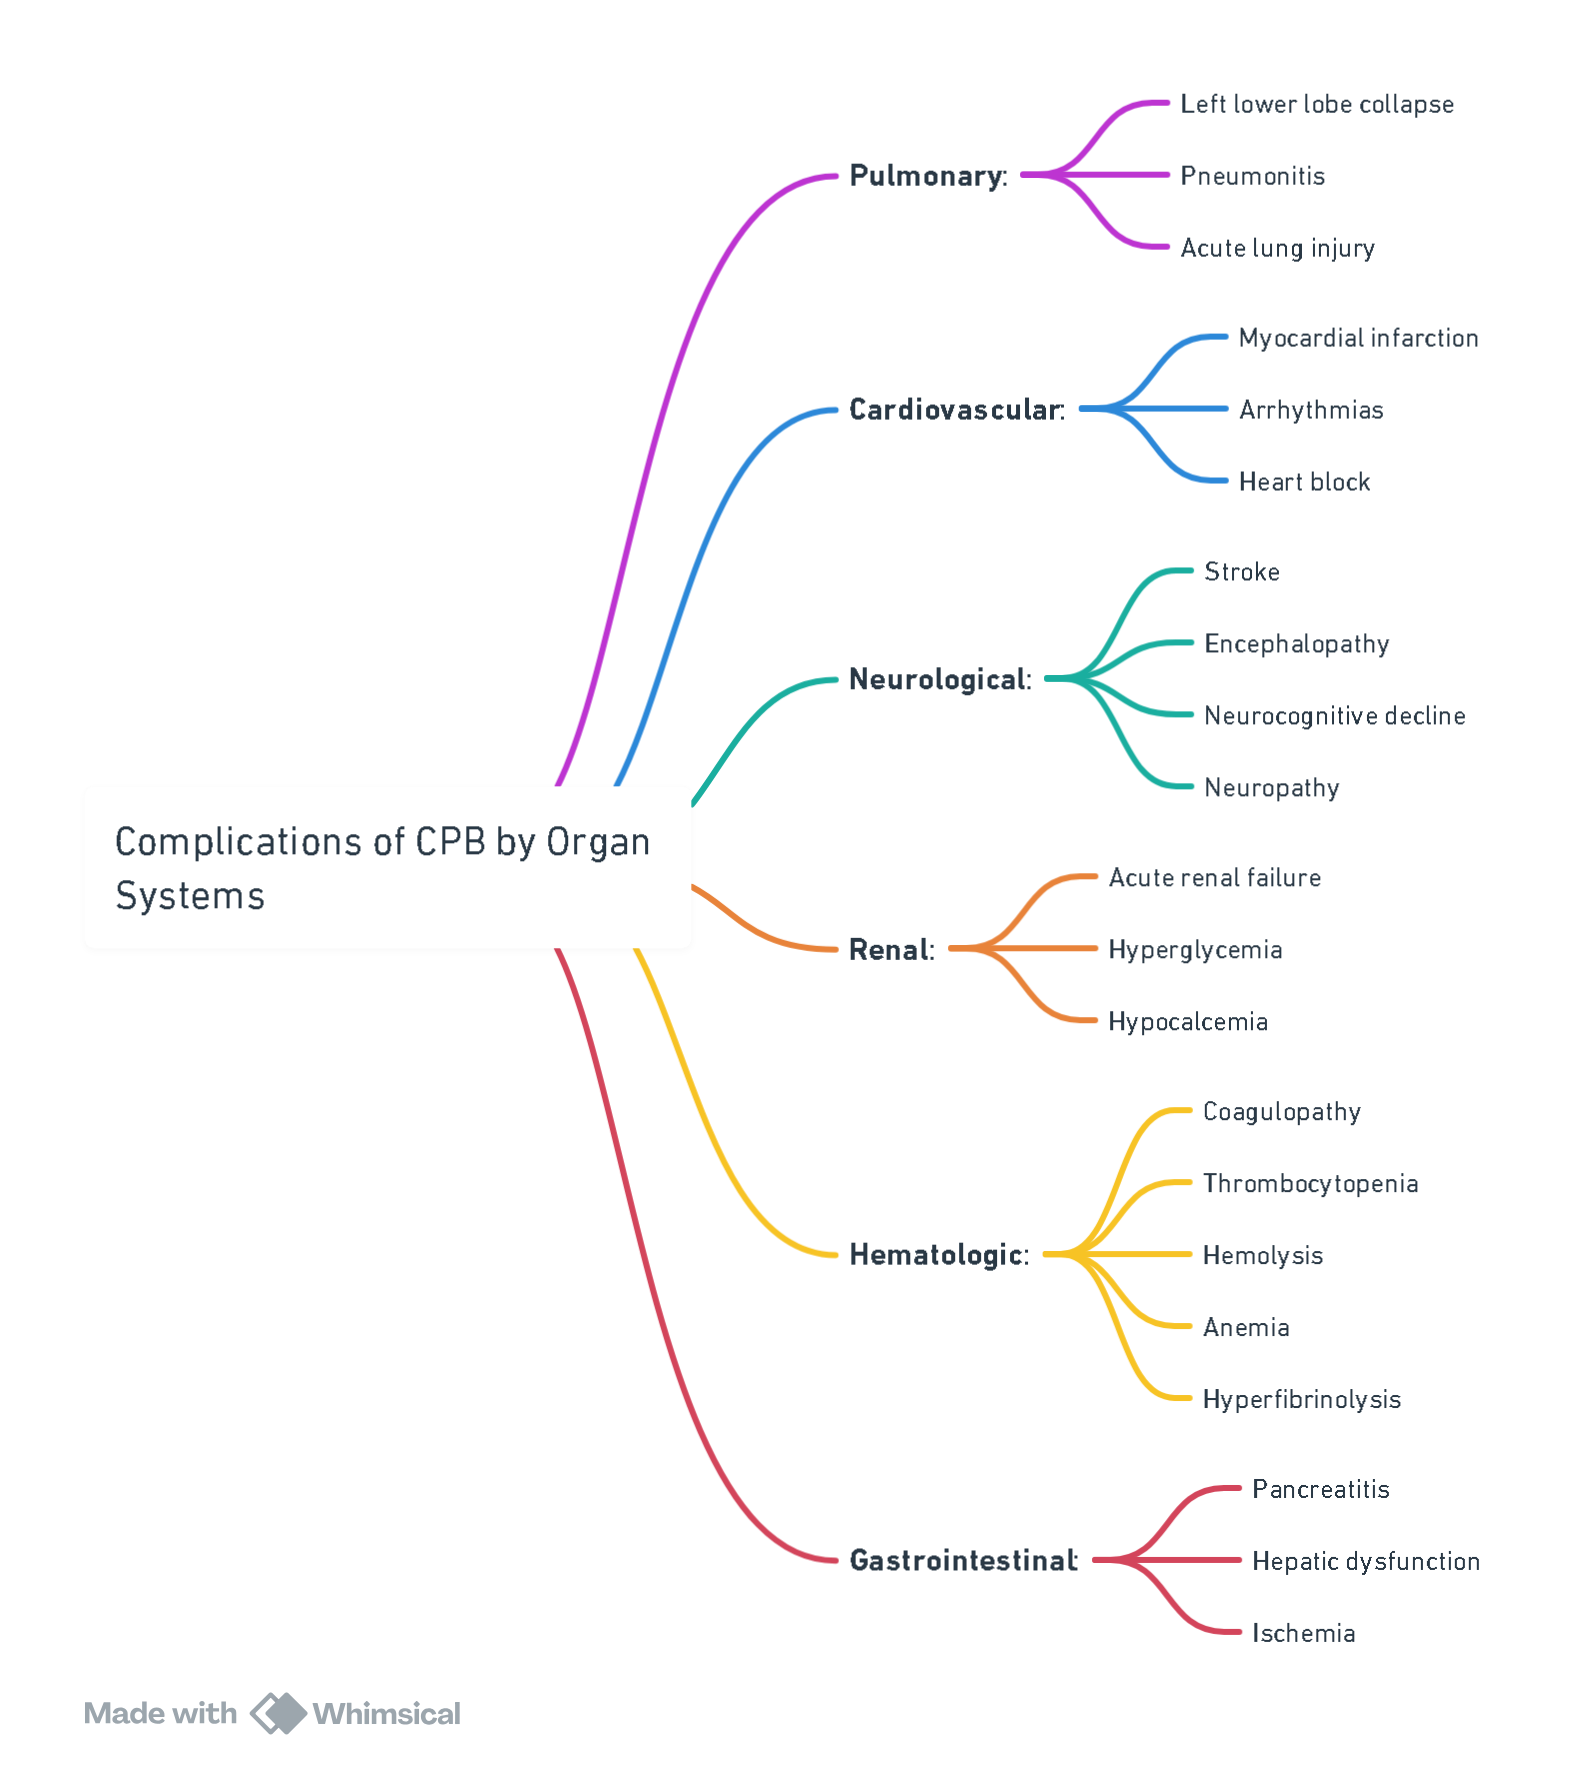 Complications of CPB by Organ
Systems
Pulmonary:
Left lower lobe collapse
Pneumonitis
Acute lung injury
Cardiovascular:
Myocardial infarction
Arrhythmias
Heart block
Neurological:
Stroke
Encephalopathy
Neurocognitive decline
Neuropathy
Renal:
Acute renal failure
Hyperglycemia
Hypocalcemia
Hematologic:
Coagulopathy
Thrombocytopenia
Hemolysis
Anemia
Hyperfibrinolysis
Gastrointestinal:
Pancreatitis
Hepatic dysfunction
Ischemia
Made with Whimsical